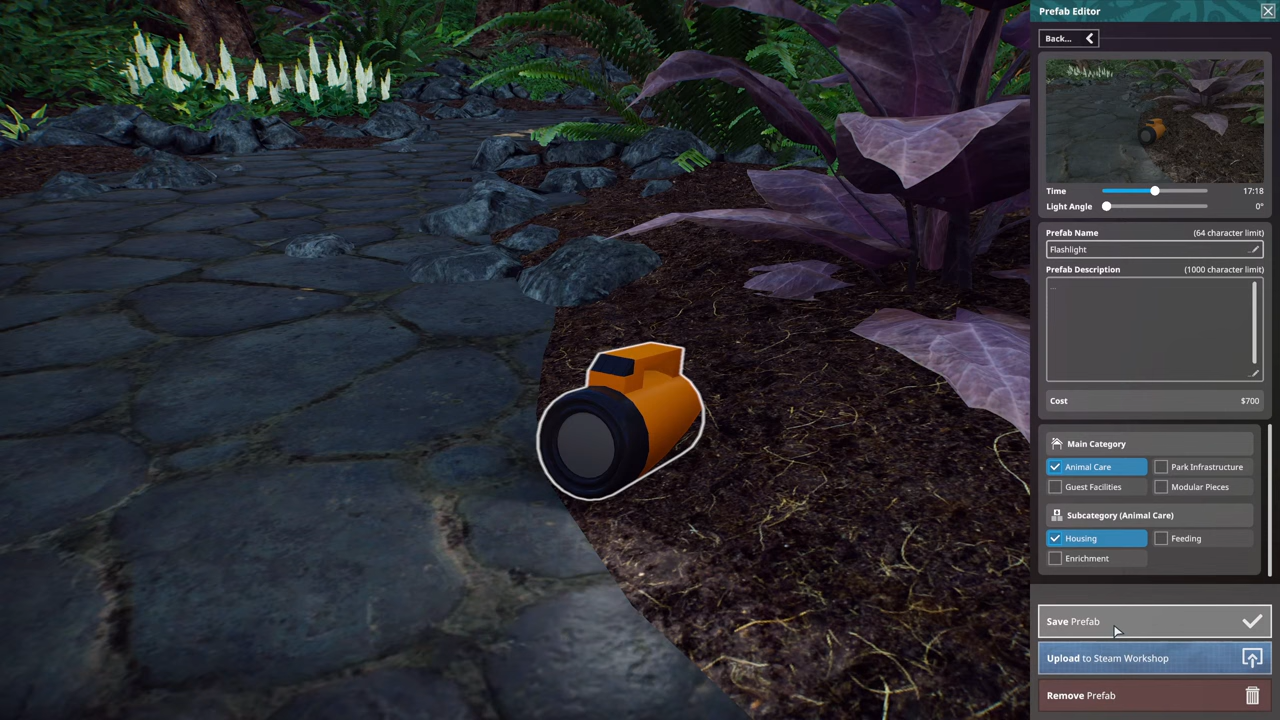 Prefab Editor
Back...
Time 17:18
Light Angle 0°
Prefab Name (64 character limit)
Flashlight
Prefab Description (1000 character limit)
...
Cost $700
Main Category
Animal Care Park Infrastructure
Guest Facilities Modular Pieces
Subcategory (Animal Care)
Housing Feeding
Enrichment
Save Prefab
Upload to Steam Workshop
Remove Prefab